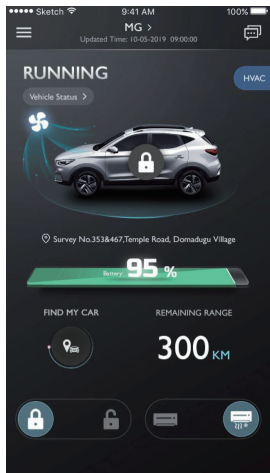 Sketch 9:41 AM 100%
MG >
Updated Time: 10-05-2019 09:00:00
RUNNING
HVAC
Vehicle Status >
Survey No.353&467,Temple Road, Domadugu Village
Battery: 95 %
FIND MY CAR REMAINING RANGE
300 KM